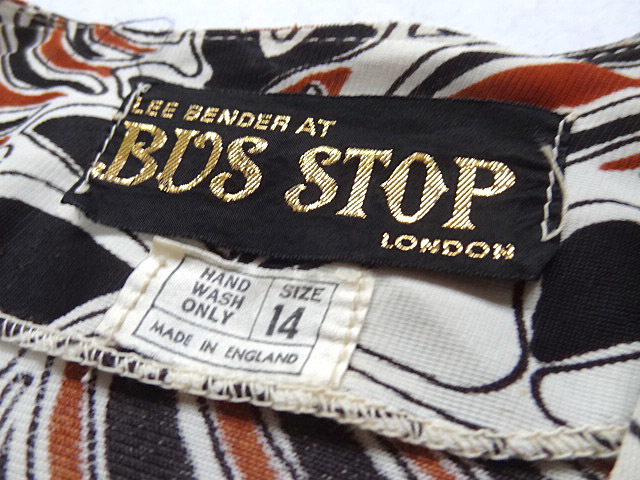 LEE BENDER AT
BUS STOP
LONDON
HAND
WASH
ONLY
SIZE
14
MADE IN ENGLAND